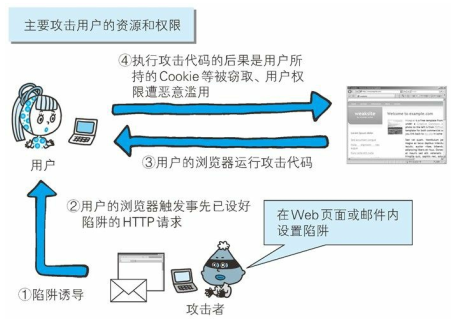 主要攻击用户的资源和权限
④执行攻击代码的后果是用户所
持的Cookie等被窃取、用户权
限遭恶意滥用
website
Welcome to example.com
用户
③用户的浏览器运行攻击代码
②用户的浏览器触发事先已设好
陷阱的HTTP请求
在Web页面或邮件内
设置陷阱
①陷阱诱导
攻击者